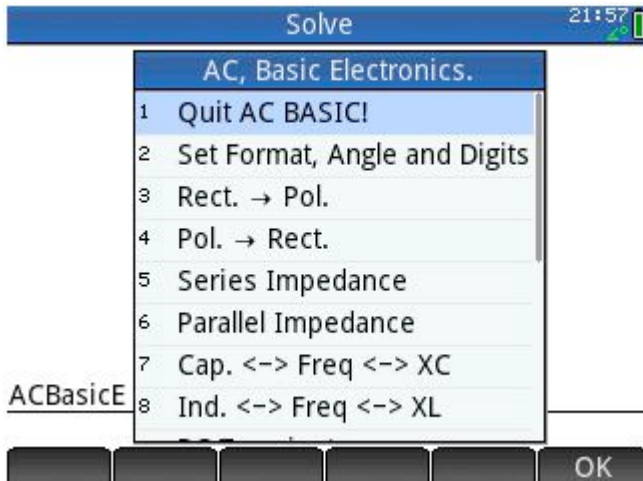 Solve
21:57
AC, Basic Electronics.
1 Quit AC BASIC!
2 Set Format, Angle and Digits
3 Rect. → Pol.
4 Pol. → Rect.
5 Series Impedance
6 Parallel Impedance
7 Cap. <-> Freq <-> XC
8 Ind. <-> Freq <-> XL
ACBasicE
OK